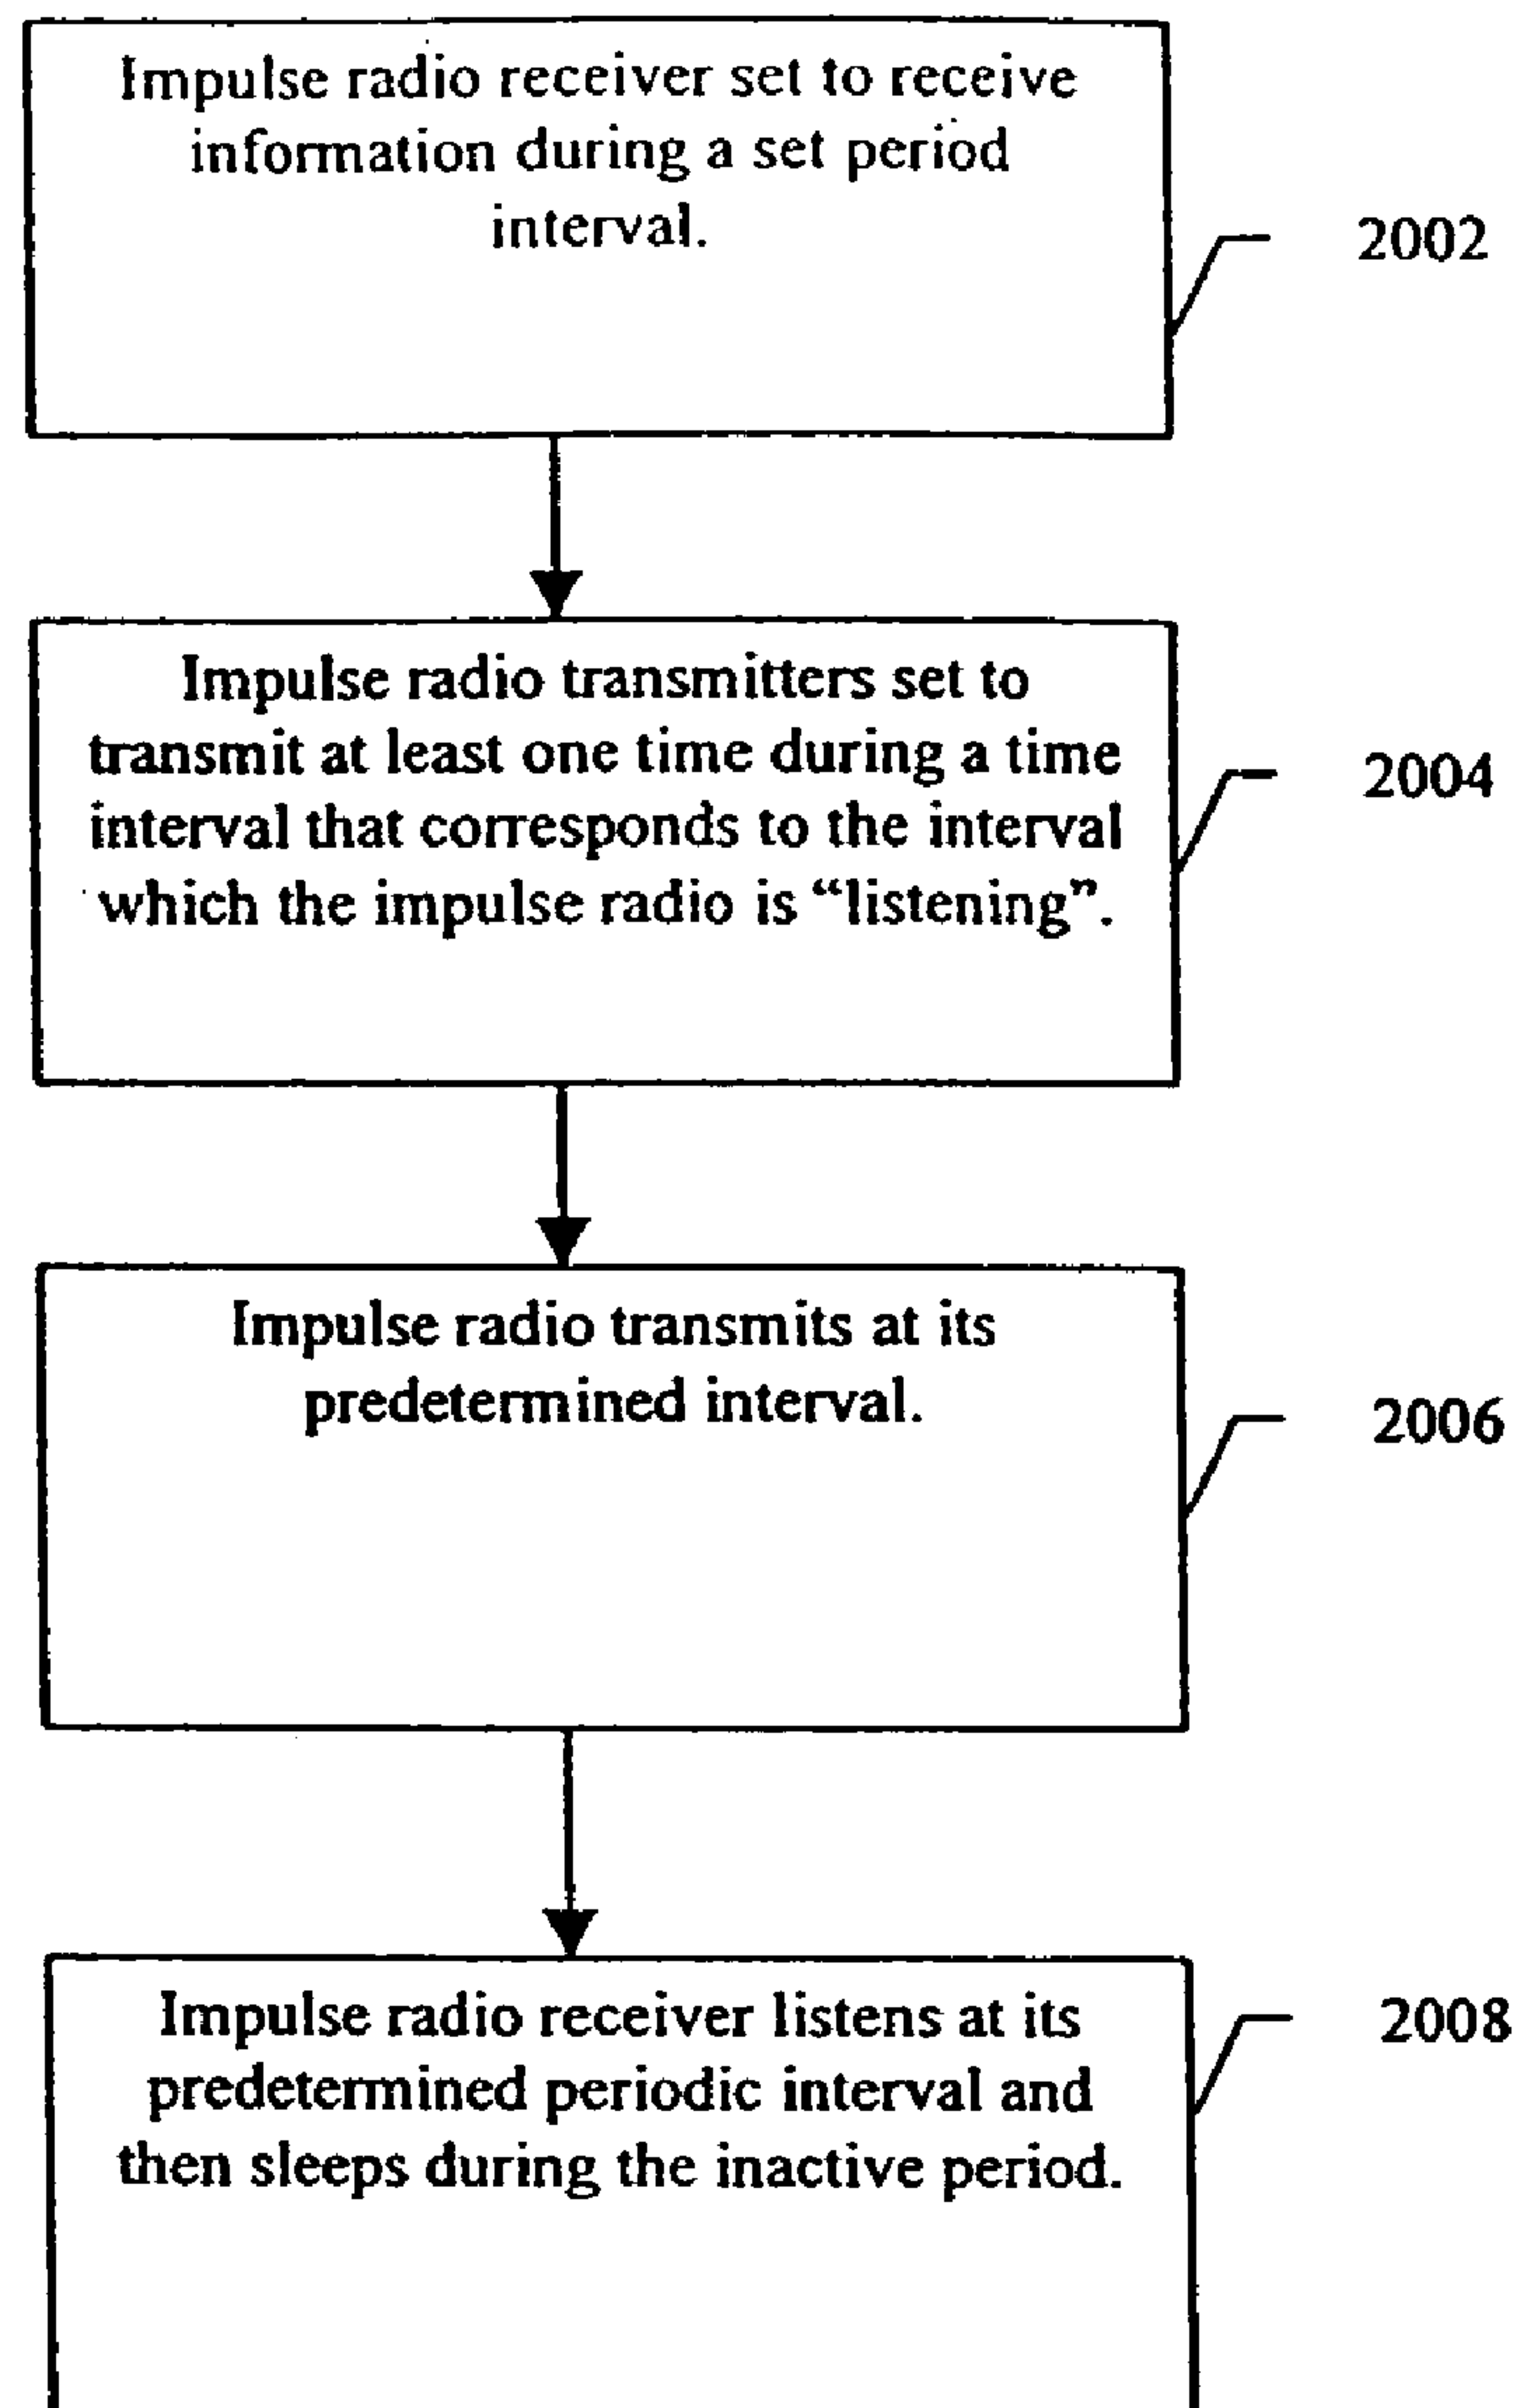 Impulse radio receiver set to receive
information during a set period
interval.
2002
Impulse radio transmitters set to
transmit at least one time during a time
interval that corresponds to the interval
which the impulse radio is “listening”.
2004
Impulse radio transmits at its
predetermined interval.
2006
Impulse radio receiver listens at its
predetermined periodic interval and
then sleeps during the inactive period.
2008